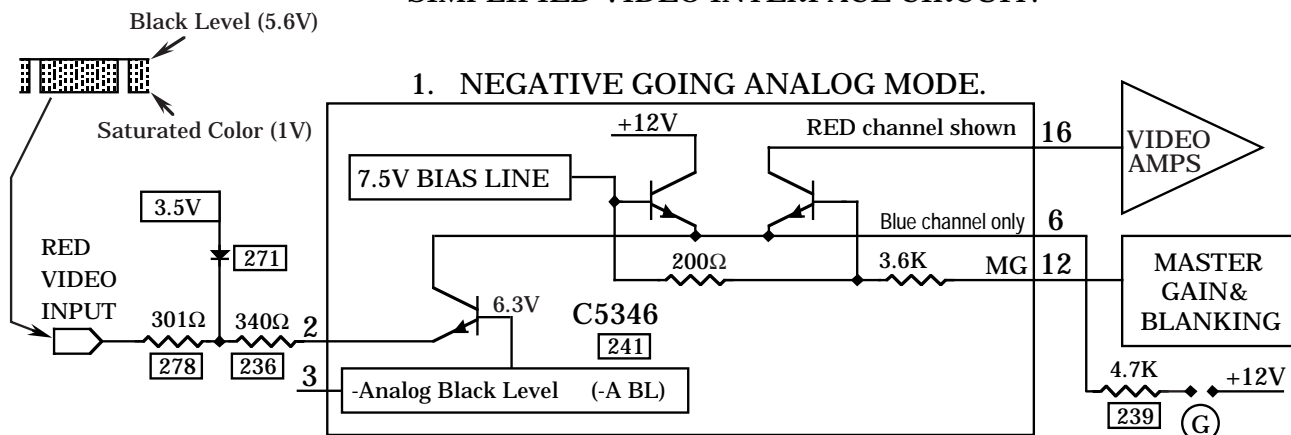 SIMPLIFIED VIDEO INTERFACE CIRCUIT.
Black Level (5.6V)
1. NEGATIVE GOING ANALOG MODE.
Saturated Color (1V)
+12V
RED channel shown
16
VIDEO
AMPS
7.5V BIAS LINE
3.5V
271
Blue channel only
6
RED
VIDEO
INPUT
200Ω
3.6K
MG
12
MASTER
GAIN&
BLANKING
6.3V
C5346
241
301Ω
340Ω
2
278
236
3
-Analog Black Level (-A BL)
4.7K
+12V
239
G